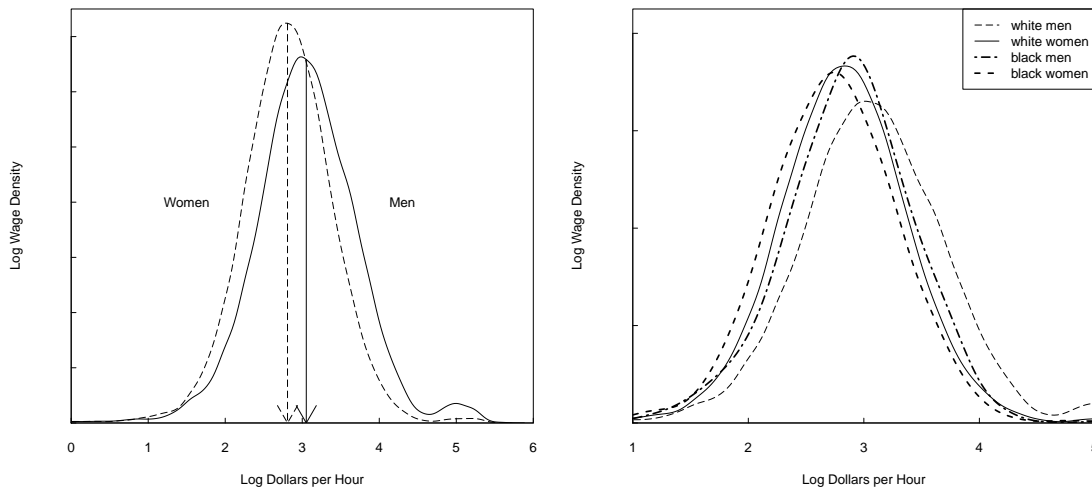 Log Wage Density
Women
Men
0 1 2 3 4 5 6
Log Dollars per Hour
white men
white women
black men
black women
Log Wage Density
1 2 3 4 5
Log Dollars per Hour